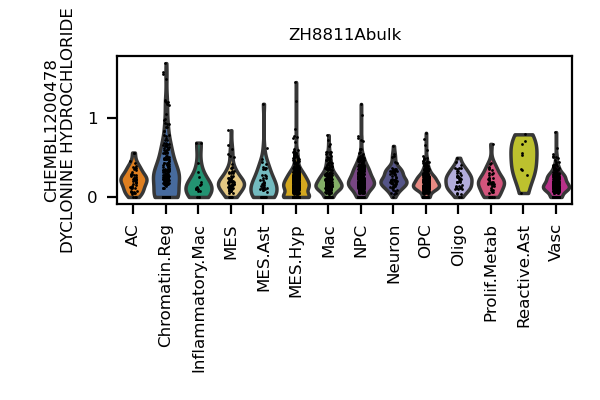 ZH8811Abulk
CHEMBL1200478
DYCLONINE HYDROCHLORIDE
1
0
AC
Chromatin.Reg
Inflammatory.Mac
MES
MES.Ast
MES.Hyp
Mac
NPC
Neuron
OPC
Oligo
Prolif.Metab
Reactive.Ast
Vasc